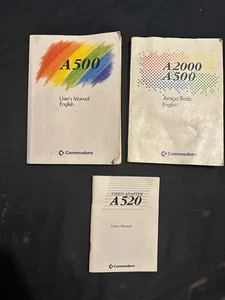 A500
User's Manual
English
Commodore
A2000
A500
Amiga Basic
English
Commodore
VIDEO ADAPTER
A520
User's Manual
Commodore